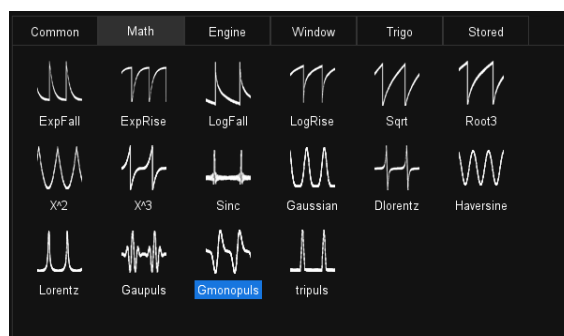 Common Math Engine Window Trigo Stored
ExpFall ExpRise LogFall LogRise Sqrt Root3
X^2 X^3 Sinc Gaussian Dlorentz Haversine
Lorentz Gaupuls Gmonopuls tripuls